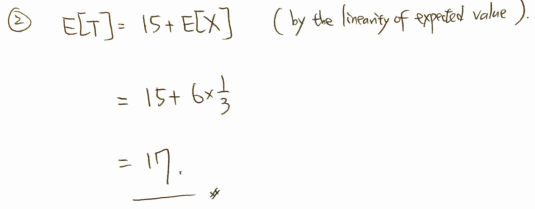 ② E[T] = 15 + E[X] ( by the linearity of expected value ).
= 15 + 6 × 1/3
= 17.